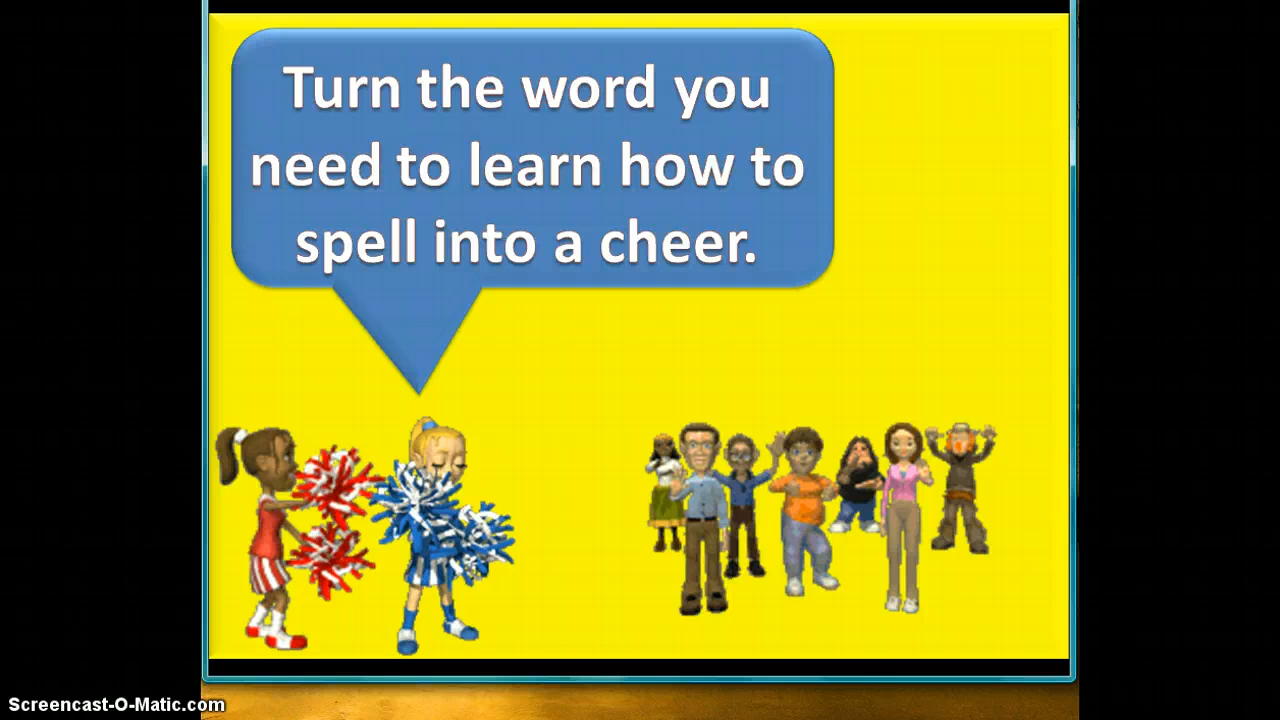 Turn the word you
need to learn how to
spell into a cheer.
Screencast-O-Matic.com